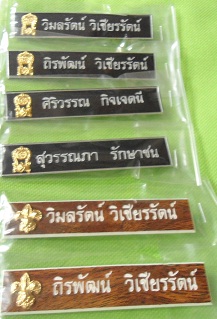 วิมลรัตน์ วิเชียรรัตน์
ถิรพัฒน์ วิเชียรรัตน์
ศิริวรรณ กิจเจดนี
สุวรรณภา รักษาชน
วิมลรัตน์ วิเชียรรัตน์
ถิรพัฒน์ วิเชียรรัตน์